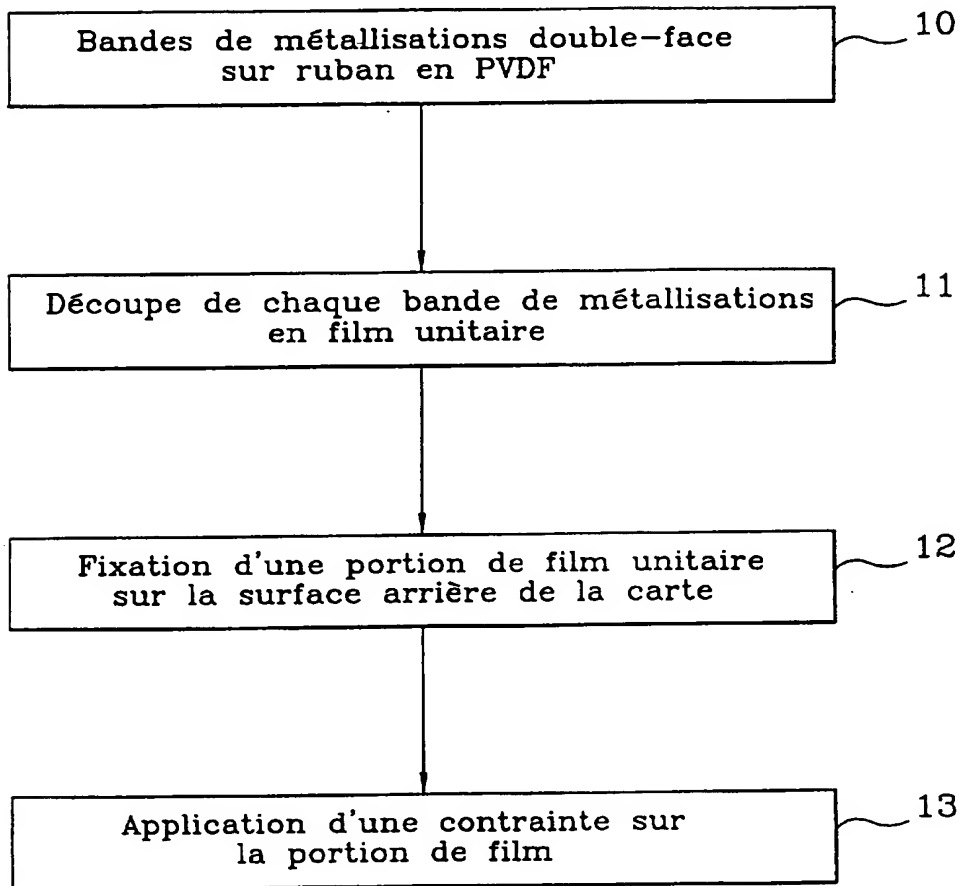 Bandes de métallisations double-face
sur ruban en PVDF
10
Découpe de chaque bande de métallisations
en film unitaire
11
Fixation d'une portion de film unitaire
sur la surface arrière de la carte
12
Application d'une contrainte sur
la portion de film
13